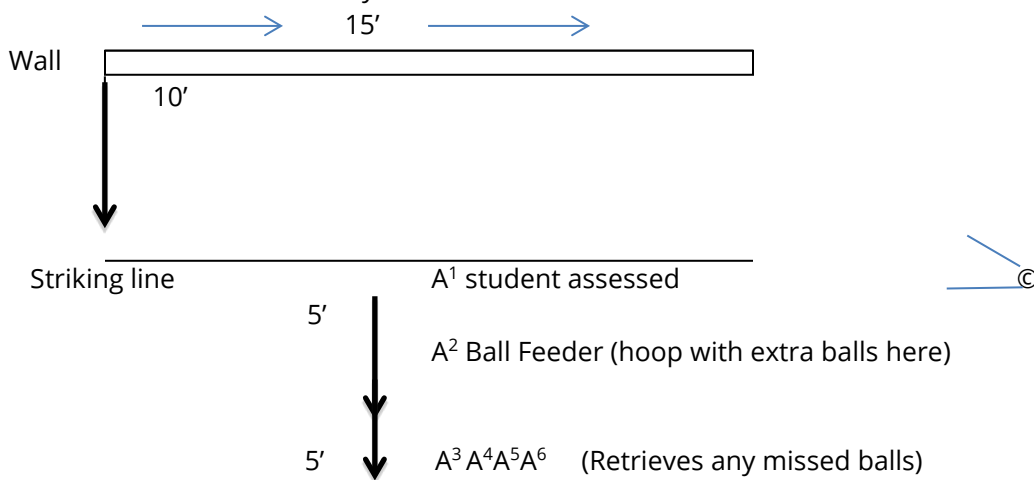 15’
Wall
10’
Striking line A¹ student assessed ©
5’
A² Ball Feeder (hoop with extra balls here)
5’ A³ A⁴A⁵A⁶ (Retrieves any missed balls)